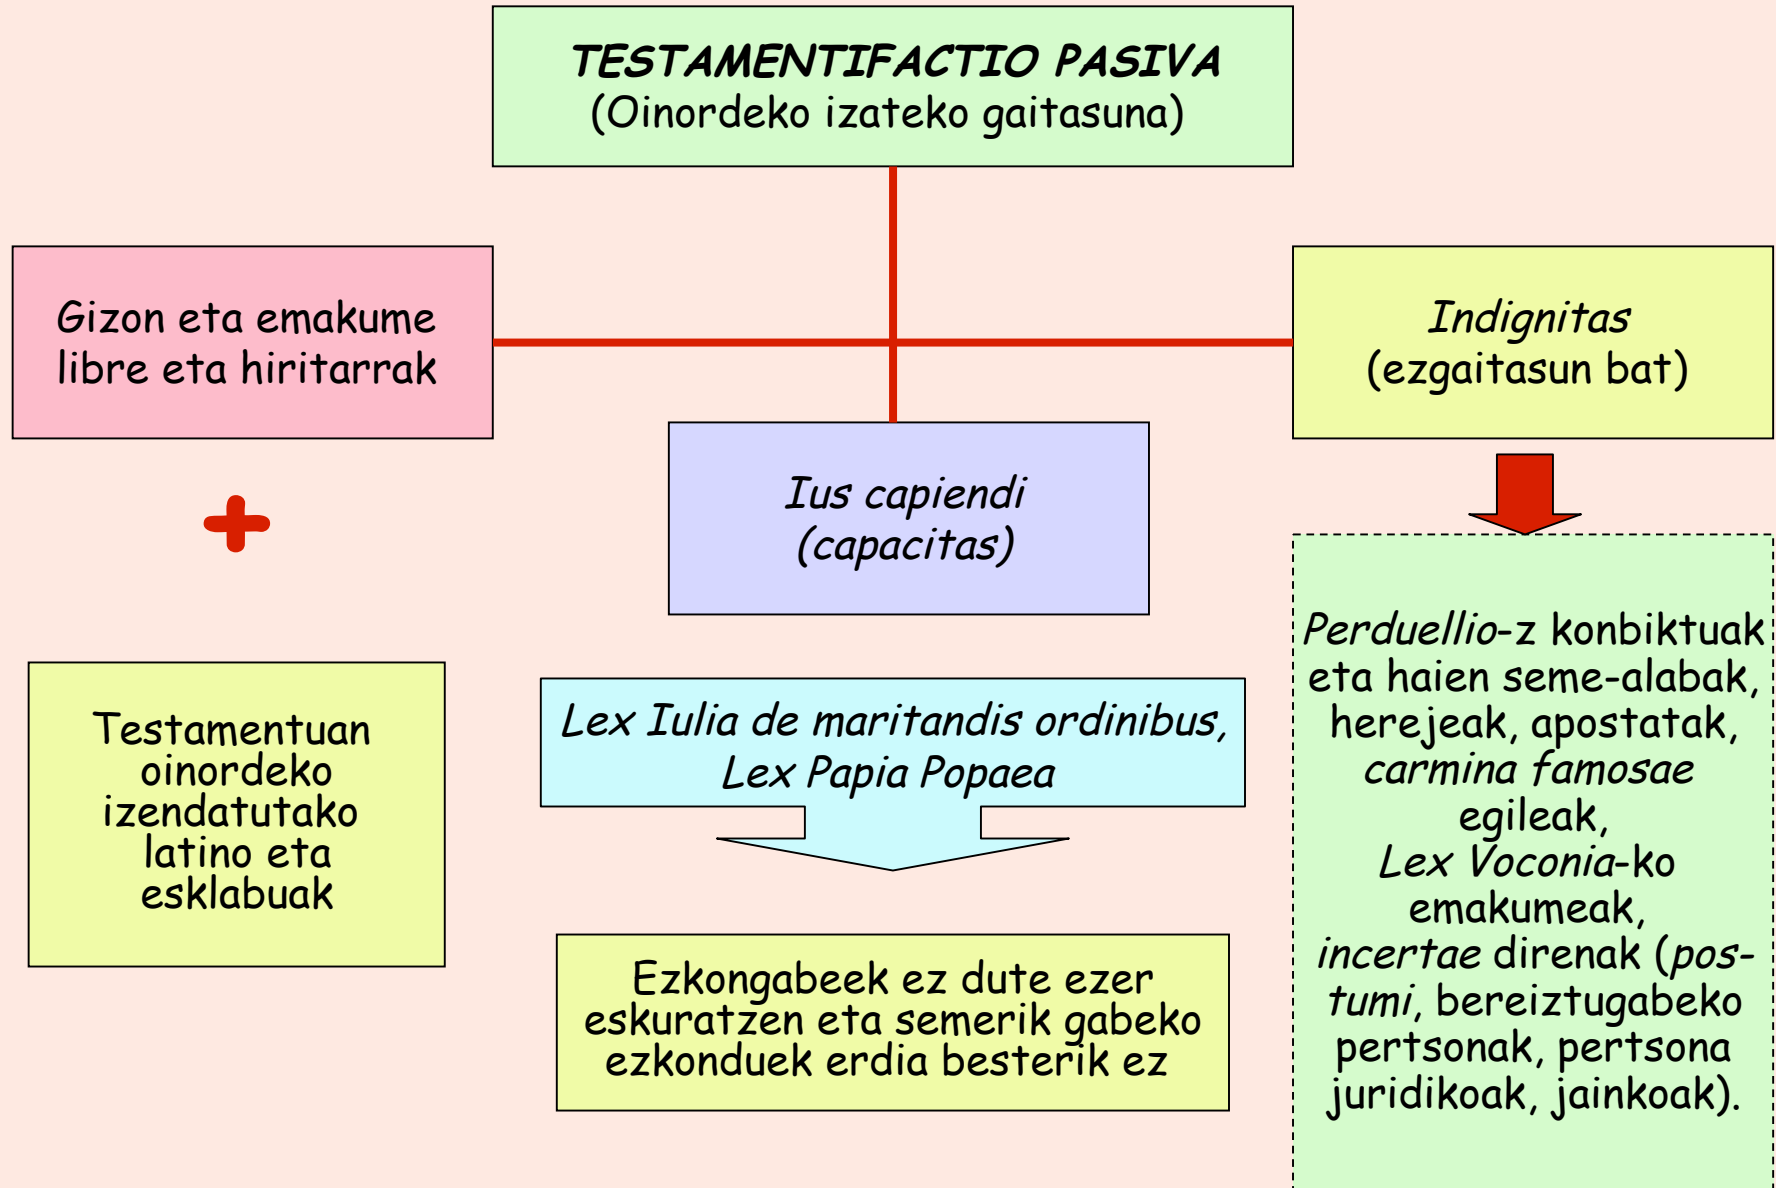 TESTAMENTIFACTIO PASIVA
(Oinordeko izateko gaitasuna)
Gizon eta emakume
libre eta hiritarrak
+
Testamentuan
oinordeko
izendatutako
latino eta
esklabuak
Ius capiendi
(capacitas)
Lex Iulia de maritandis ordinibus,
Lex Papia Popaea
Ezkongabeek ez dute ezer
eskuratzen eta semerik gabeko
ezkonduek erdia besterik ez
Indignitas
(ezgaitasun bat)
Perduellio-z konbiktuak
eta haien seme-alabak,
herejeak, apostatak,
carmina famosae
egileak,
Lex Voconia-ko
emakumeak,
incertae direnak (pos-
tumi, bereiztugabeko
pertsonak, pertsona
juridikoak, jainkoak).